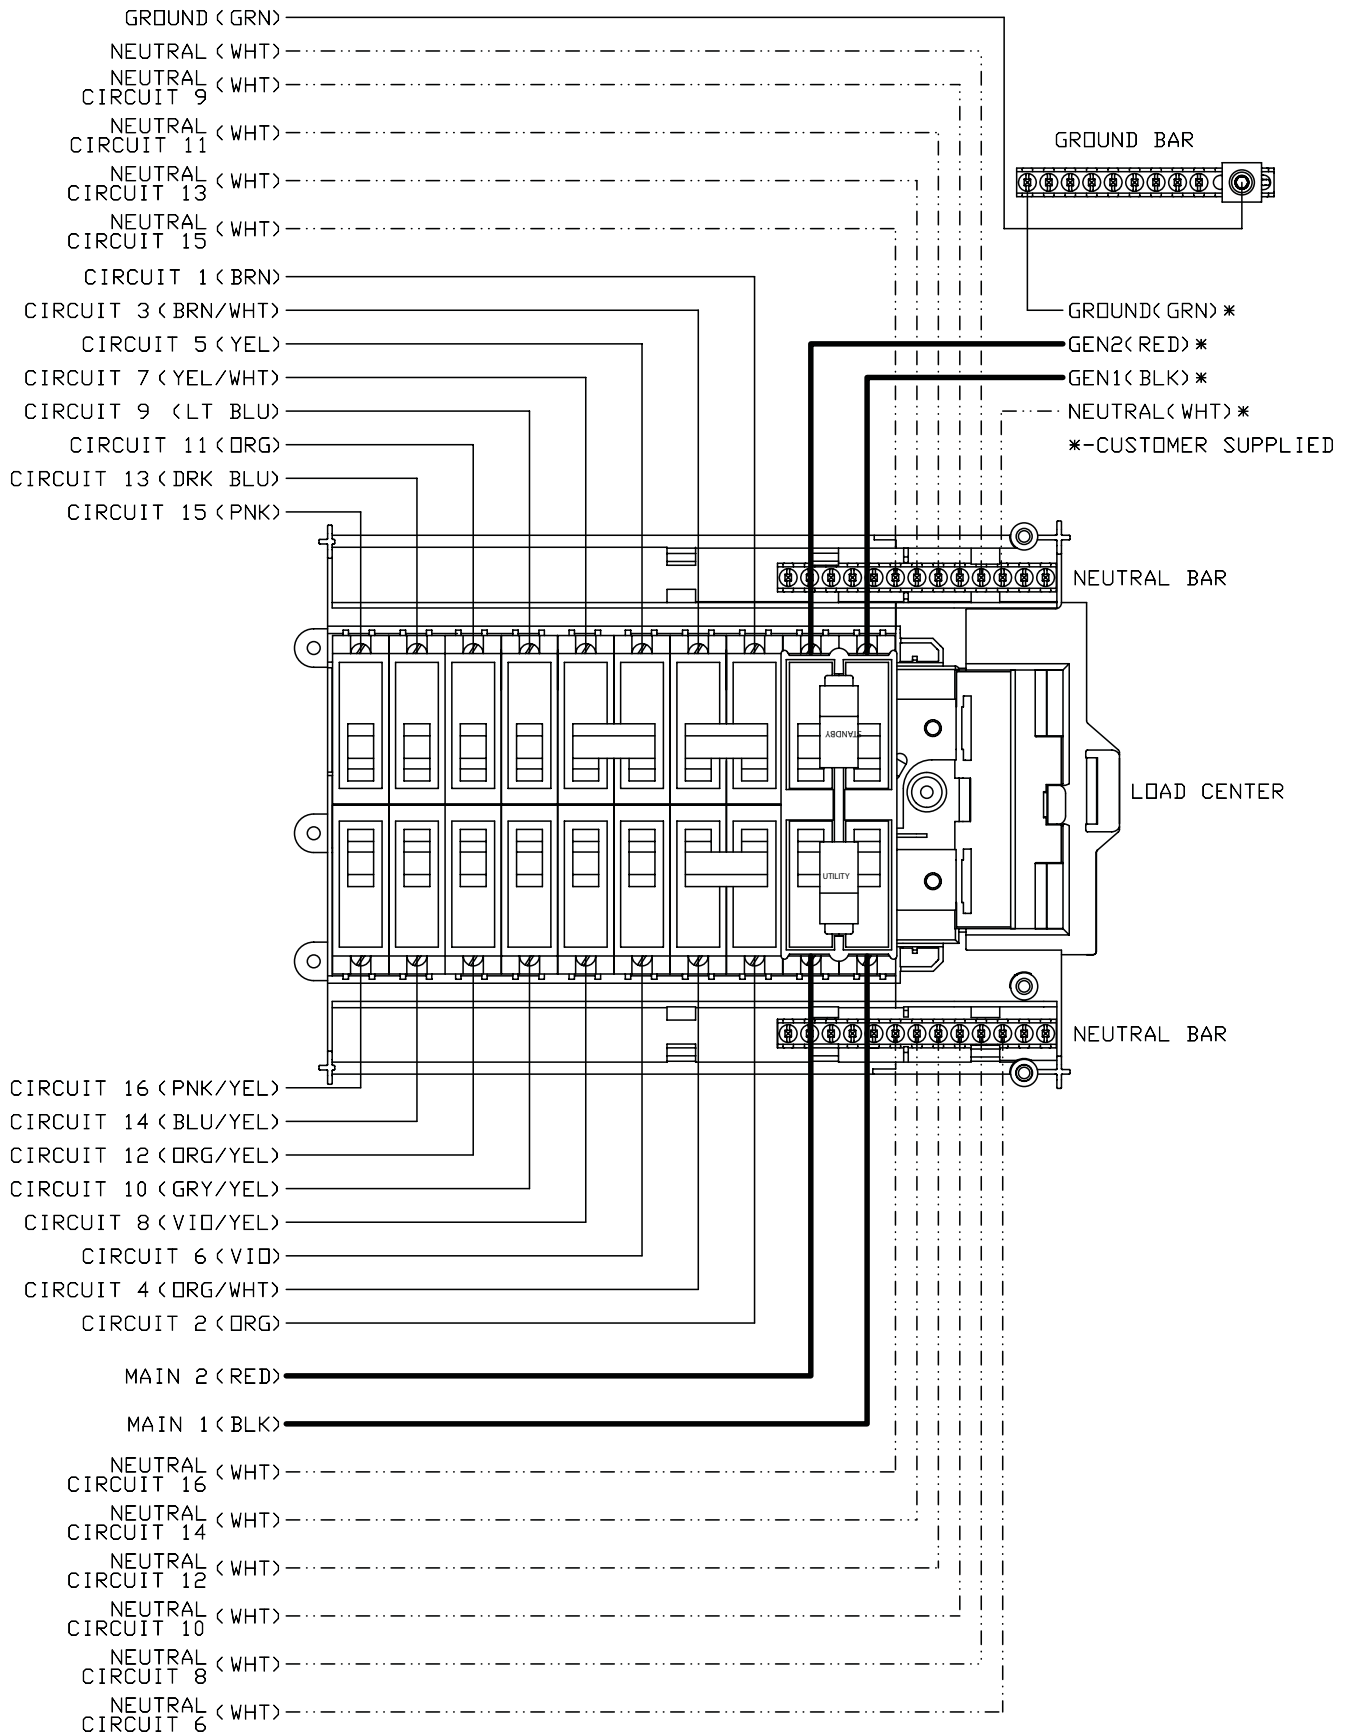 GROUND (GRN)
NEUTRAL (WHT)
NEUTRAL
CIRCUIT 9 (WHT)
NEUTRAL
CIRCUIT 11 (WHT)
NEUTRAL
CIRCUIT 13 (WHT)
NEUTRAL
CIRCUIT 15 (WHT)
CIRCUIT 1 (BRN)
CIRCUIT 3 (BRN/WHT)
CIRCUIT 5 (YEL)
CIRCUIT 7 (YEL/WHT)
CIRCUIT 9 (LT BLU)
CIRCUIT 11 (ORG)
CIRCUIT 13 (DRK BLU)
CIRCUIT 15 (PNK)
GROUND BAR
GROUND(GRN)*
GEN2(RED)*
GEN1(BLK)*
NEUTRAL(WHT)*
*-CUSTOMER SUPPLIED
NEUTRAL BAR
STANDBY
LOAD CENTER
UTILITY
NEUTRAL BAR
CIRCUIT 16 (PNK/YEL)
CIRCUIT 14 (BLU/YEL)
CIRCUIT 12 (ORG/YEL)
CIRCUIT 10 (GRY/YEL)
CIRCUIT 8 (VIO/YEL)
CIRCUIT 6 (VIO)
CIRCUIT 4 (ORG/WHT)
CIRCUIT 2 (ORG)
MAIN 2 (RED)
MAIN 1 (BLK)
NEUTRAL
CIRCUIT 16 (WHT)
NEUTRAL
CIRCUIT 14 (WHT)
NEUTRAL
CIRCUIT 12 (WHT)
NEUTRAL
CIRCUIT 10 (WHT)
NEUTRAL
CIRCUIT 8 (WHT)
NEUTRAL
CIRCUIT 6 (WHT)